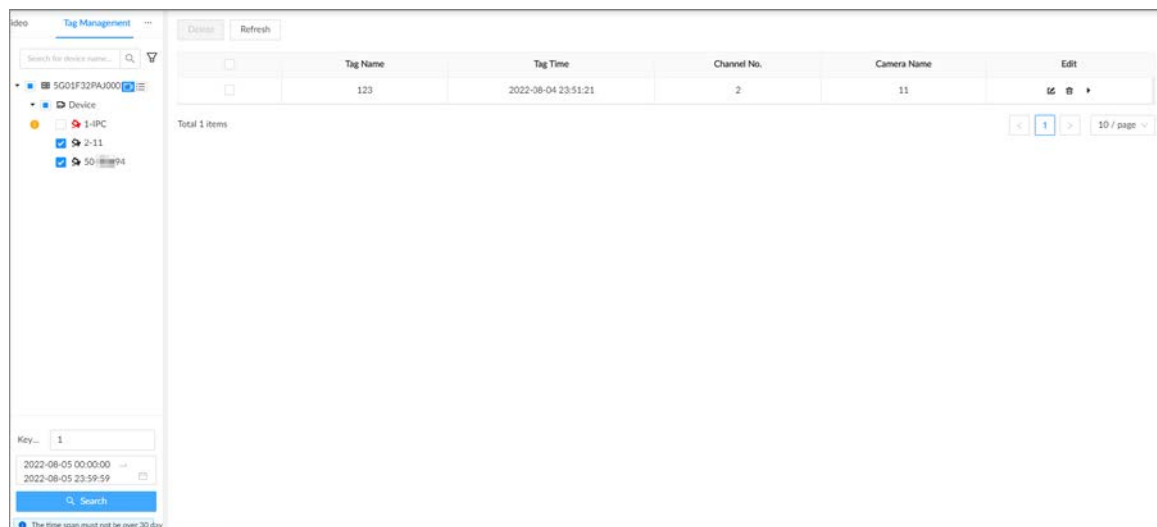 ideo Tag Management ...
Delete Refresh
Search for device name...
5G01F32PAJ000
Device
1-IPC
2-11
50 94
Tag Name Tag Time Channel No. Camera Name Edit
123 2022-08-04 23:51:21 2 11
Total 1 items
< 1 > 10 / page
Key... 1
2022-08-05 00:00:00
2022-08-05 23:59:59
Search
The time span must not be over 30 day